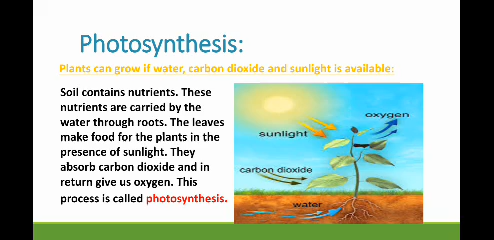 Photosynthesis:
Plants can grow if water, carbon dioxide and sunlight is available:
Soil contains nutrients. These
nutrients are carried by the
water through roots. The leaves
make food for the plants in the
presence of sunlight. They
absorb carbon dioxide and in
return give us oxygen. This
process is called photosynthesis.
oxygen
sunlight
carbon dioxide
water